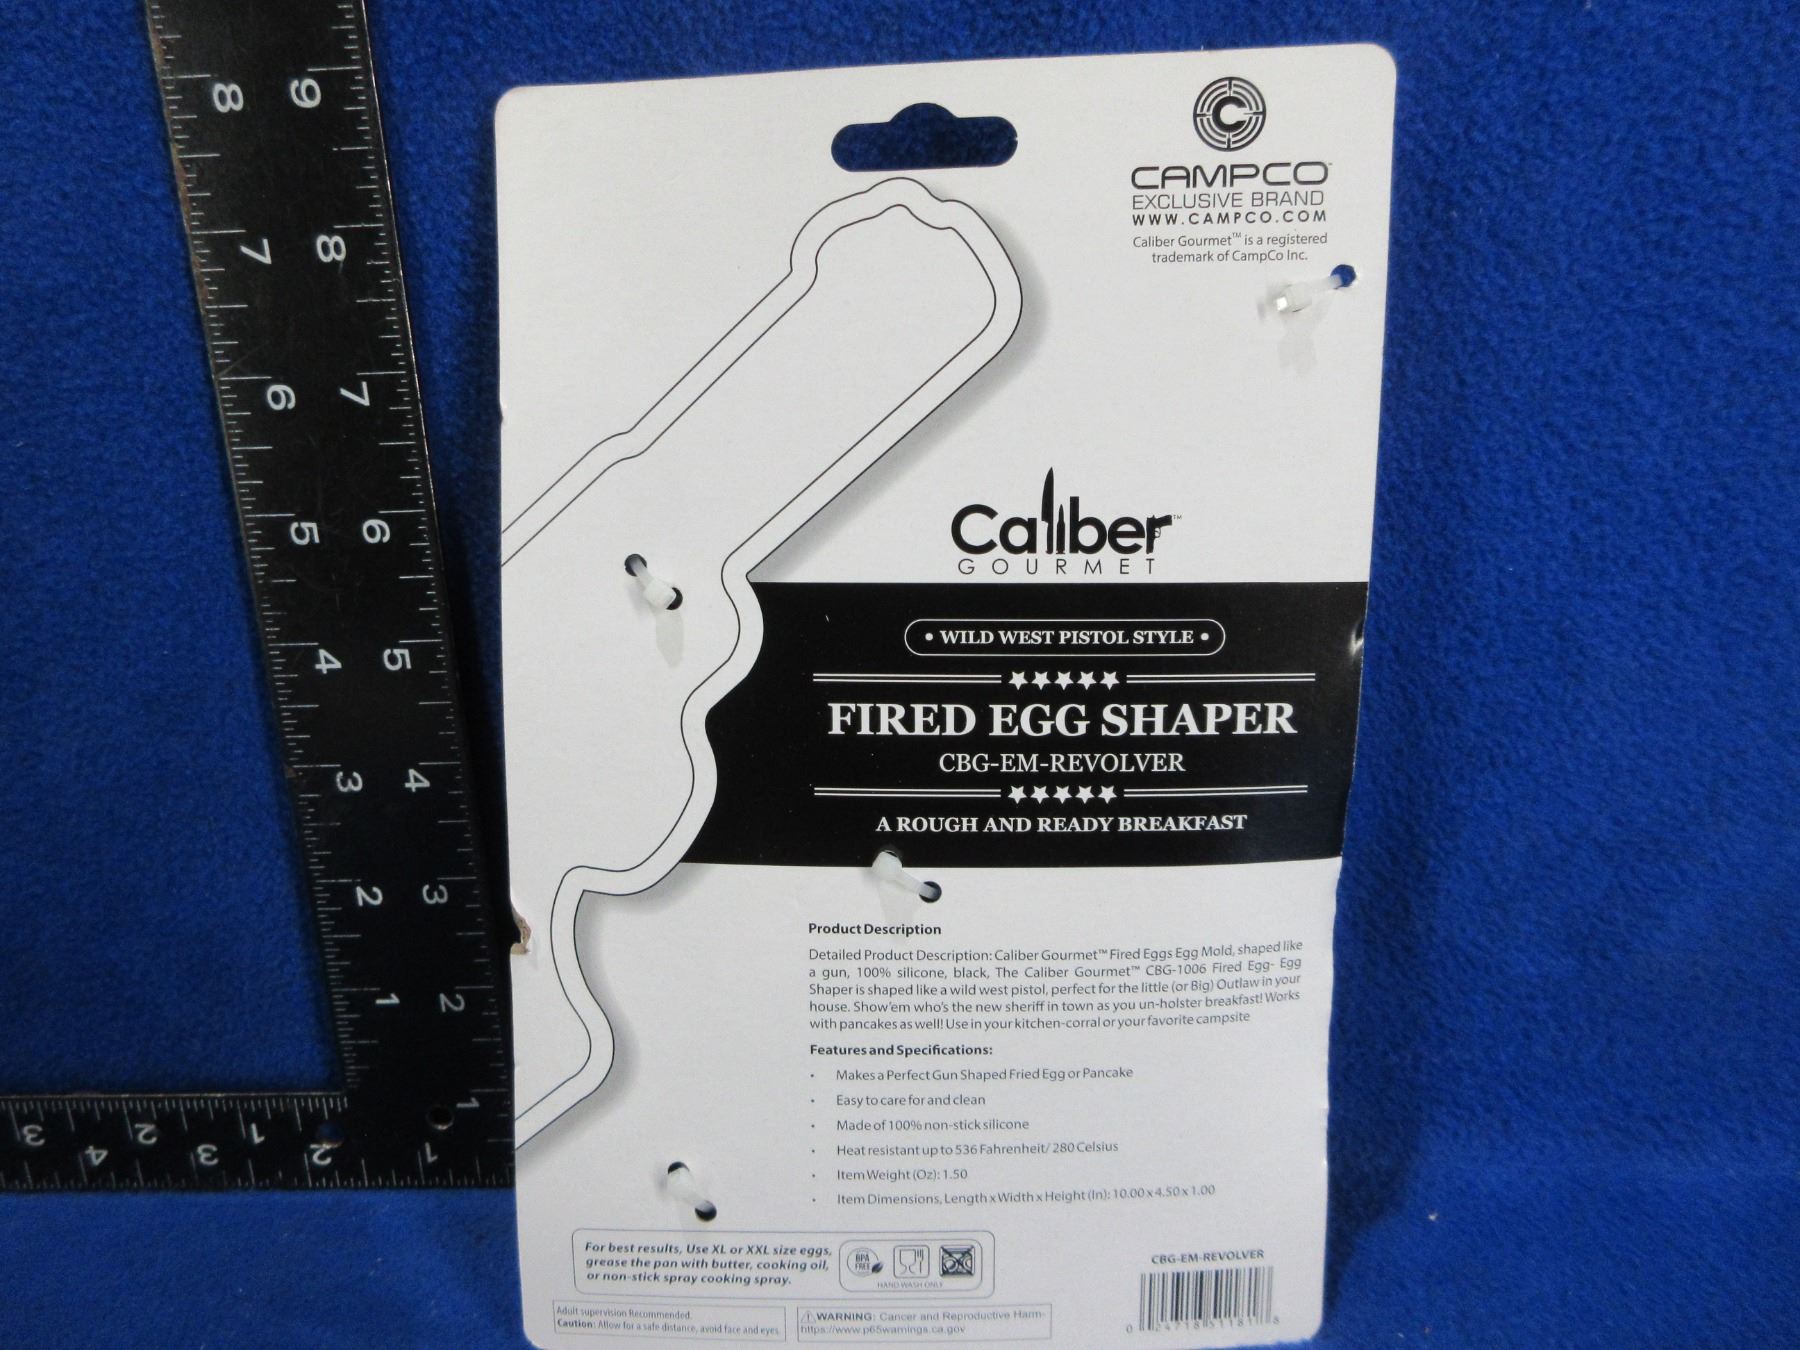 C
CAMPCO™
EXCLUSIVE BRAND
WWW.CAMPCO.COM
Caliber Gourmet™ is a registered
trademark of CampCo Inc.
Caliber™
GOURMET
• WILD WEST PISTOL STYLE •
FIRED EGG SHAPER
CBG-EM-REVOLVER
A ROUGH AND READY BREAKFAST
Product Description
Detailed Product Description: Caliber Gourmet™ Fired Eggs Egg Mold, shaped like
a gun, 100% silicone, black, The Caliber Gourmet™ CBG-1006 Fired Egg- Egg
Shaper is shaped like a wild west pistol, perfect for the little (or Big) Outlaw in your
house. Show'em who's the new sheriff in town as you un-holster breakfast! Works
with pancakes as well! Use in your kitchen-corral or your favorite campsite
Features and Specifications:
• Makes a Perfect Gun Shaped Fried Egg or Pancake
• Easy to care for and clean
• Made of 100% non-stick silicone
• Heat resistant up to 536 Fahrenheit/ 280 Celsius
• Item Weight (Oz): 1.50
• Item Dimensions, Length x Width x Height (In): 10.00 x 4.50 x 1.00
For best results, Use XL or XXL size eggs,
grease the pan with butter, cooking oil,
or non-stick spray cooking spray.
BPA
FREE
HAND WASH ONLY
Adult supervision Recommended.
Caution: Allow for a safe distance, avoid face and eyes.
WARNING: Cancer and Reproductive Harm-
https://www.p65warnings.ca.gov
CBG-EM-REVOLVER
8 9
7 8
6 7
5 6
4 5
3 4
2 3
1 2
1
3 2 1
4 3 2 1